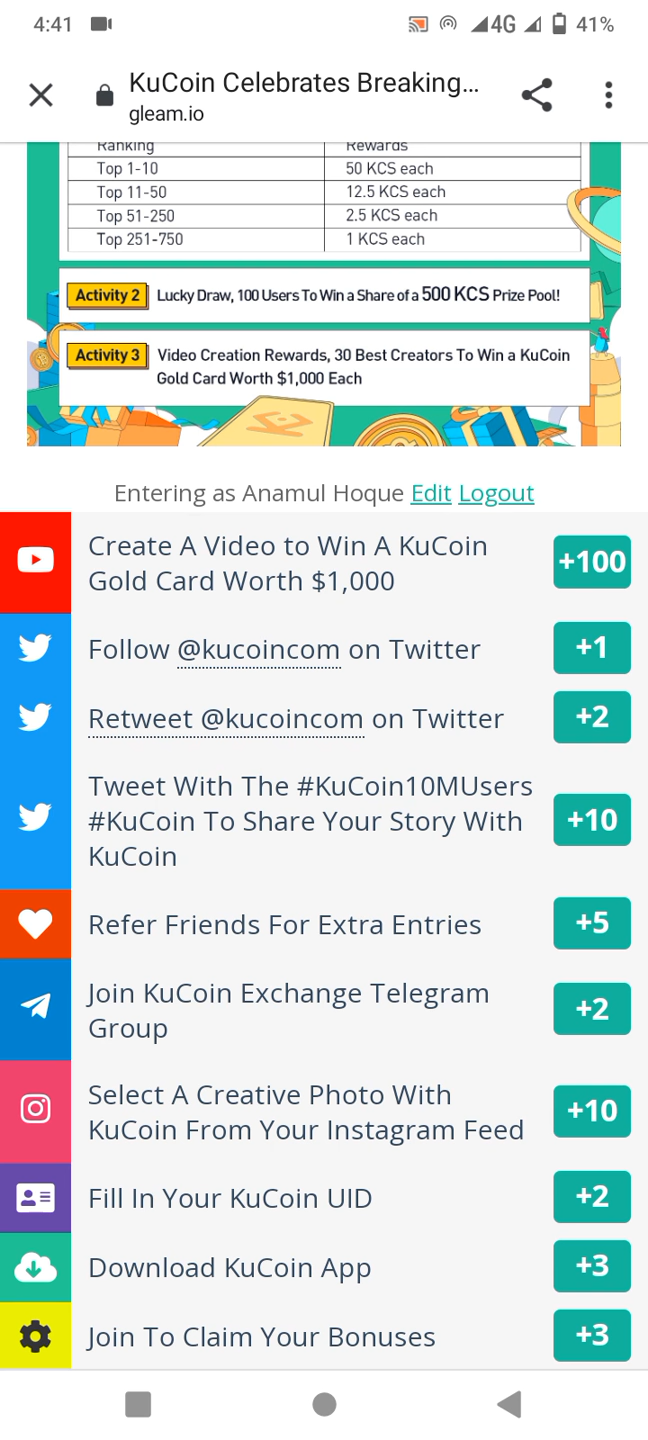 4:41 4G 41%
KuCoin Celebrates Breaking...
gleam.io
Ranking Rewards
Top 1-10 50 KCS each
Top 11-50 12.5 KCS each
Top 51-250 2.5 KCS each
Top 251-750 1 KCS each
Activity 2 Lucky Draw, 100 Users To Win a Share of a 500 KCS Prize Pool!
Activity 3 Video Creation Rewards, 30 Best Creators To Win a KuCoin
Gold Card Worth $1,000 Each
Entering as Anamul Hoque Edit Logout
Create A Video to Win A KuCoin
Gold Card Worth $1,000
+100
Follow @kucoincom on Twitter +1
Retweet @kucoincom on Twitter +2
Tweet With The #KuCoin10MUsers
#KuCoin To Share Your Story With
KuCoin
+10
Refer Friends For Extra Entries +5
Join KuCoin Exchange Telegram
Group
+2
Select A Creative Photo With
KuCoin From Your Instagram Feed
+10
Fill In Your KuCoin UID +2
Download KuCoin App +3
Join To Claim Your Bonuses +3